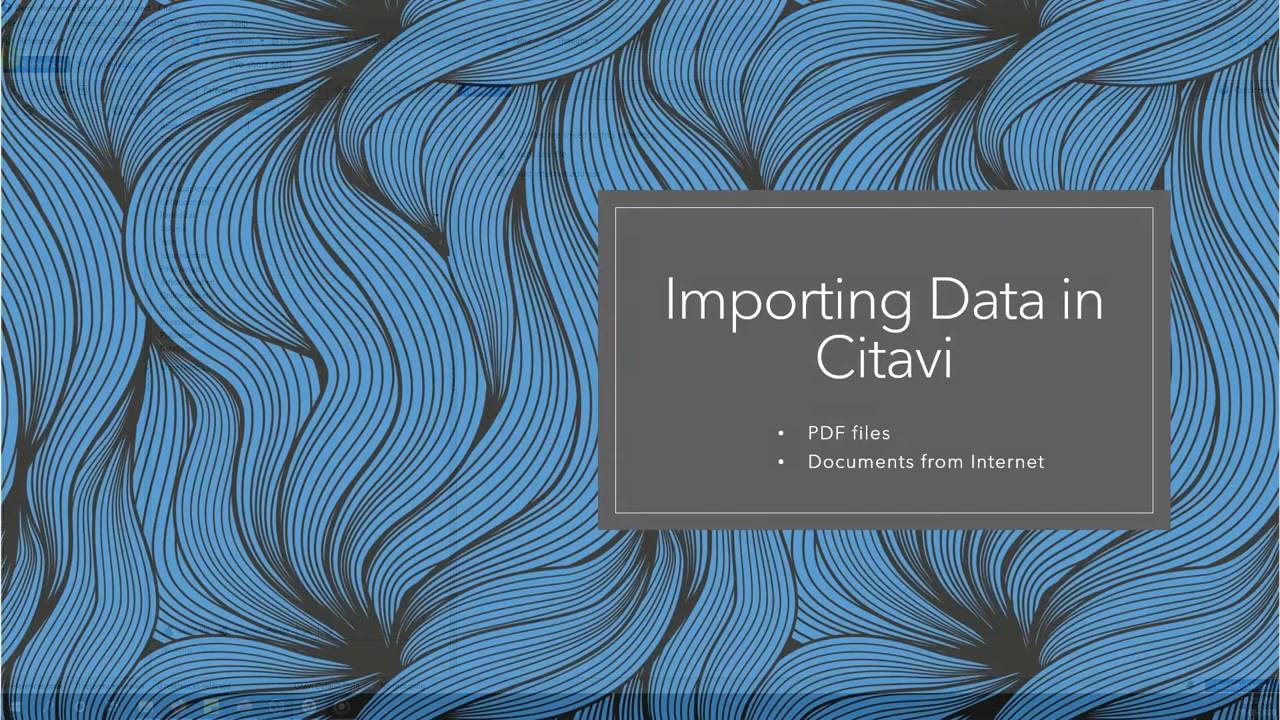 Importing Data in
Citavi
• PDF files
• Documents from Internet